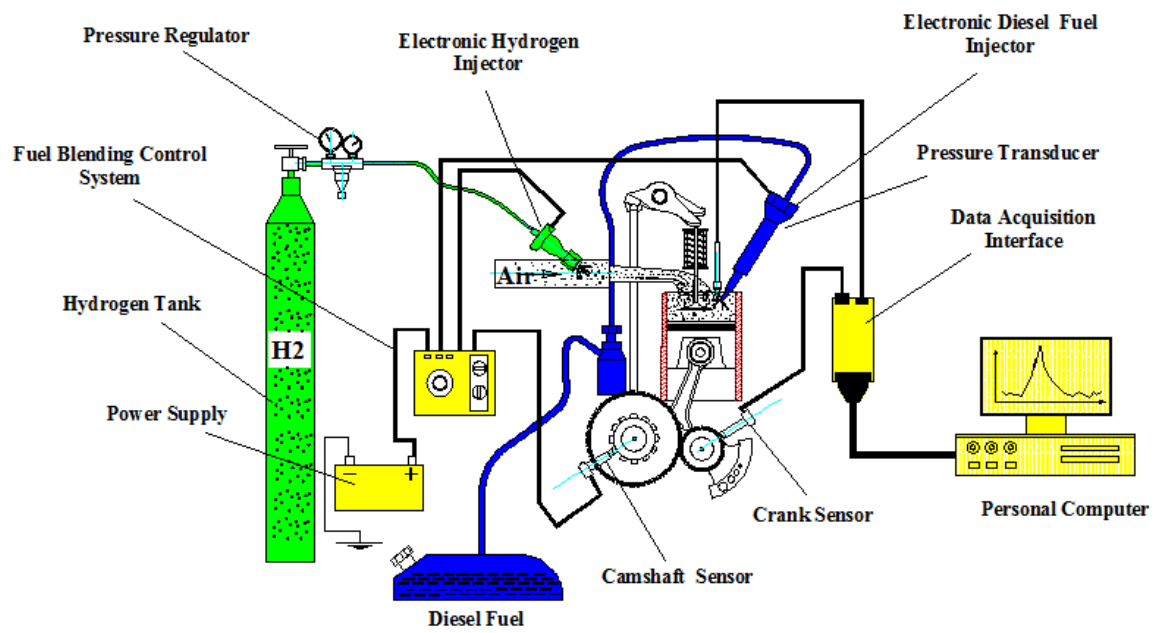 Pressure Regulator
Electronic Hydrogen
Injector
Electronic Diesel Fuel
Injector
Fuel Blending Control
System
Pressure Transducer
Data Acquisition
Interface
Air
Hydrogen Tank
H2
Power Supply
− +
Crank Sensor
Personal Computer
Camshaft Sensor
Diesel Fuel